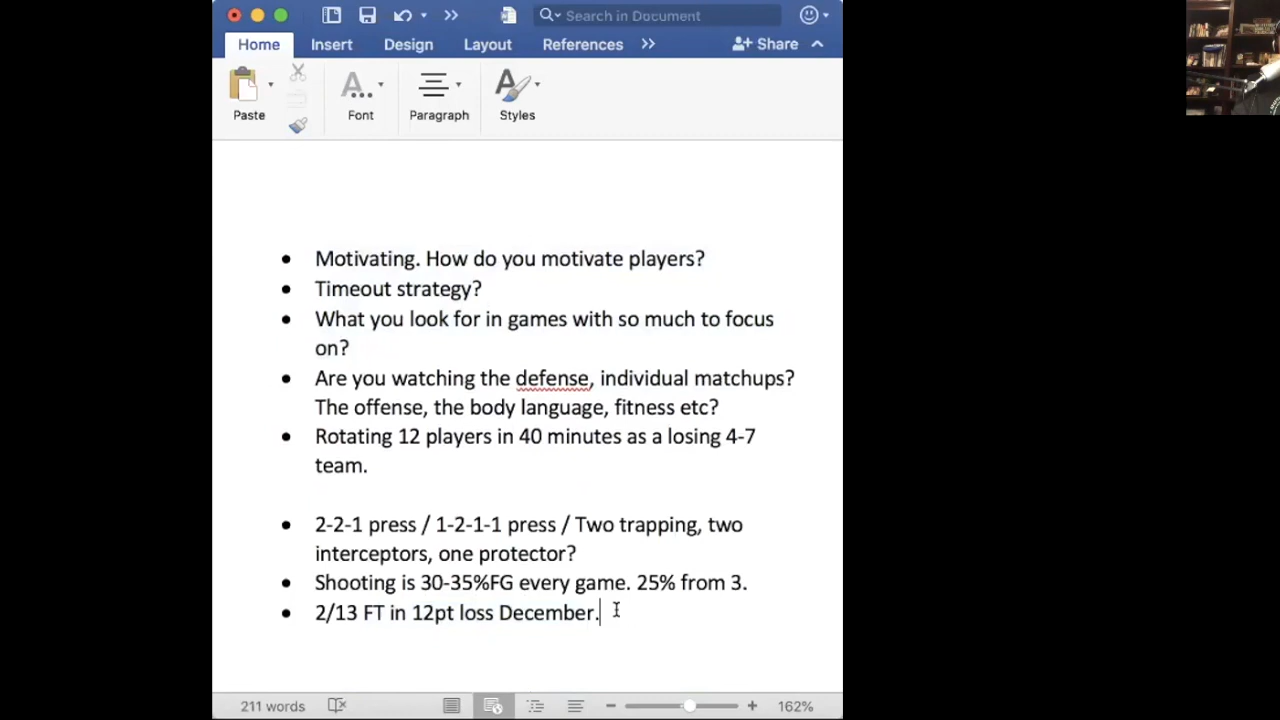 Search in Document
Home
Insert
Design
Layout
References
Share
Paste
Font
Paragraph
Styles
• Motivating. How do you motivate players?
• Timeout strategy?
• What you look for in games with so much to focus
on?
• Are you watching the defense, individual matchups?
The offense, the body language, fitness etc?
• Rotating 12 players in 40 minutes as a losing 4-7
team.
• 2-2-1 press / 1-2-1-1 press / Two trapping, two
interceptors, one protector?
• Shooting is 30-35%FG every game. 25% from 3.
• 2/13 FT in 12pt loss December.
211 words
162%